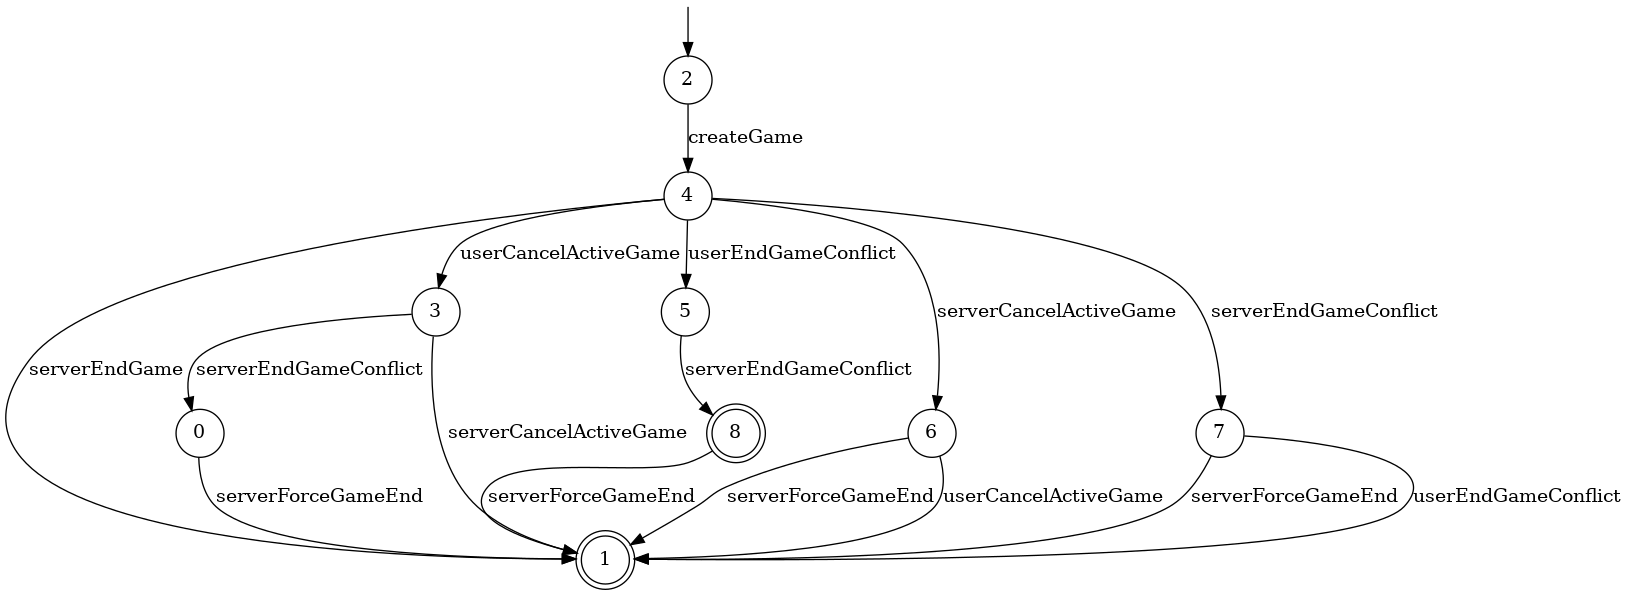 2
createGame
4
userCancelActiveGame
userEndGameConflict
3
5
serverCancelActiveGame
serverEndGameConflict
serverEndGame
serverEndGameConflict
serverEndGameConflict
0
serverCancelActiveGame
8
6
7
serverForceGameEnd
serverForceGameEnd
serverForceGameEnd
userCancelActiveGame
serverForceGameEnd
userEndGameConflict
1